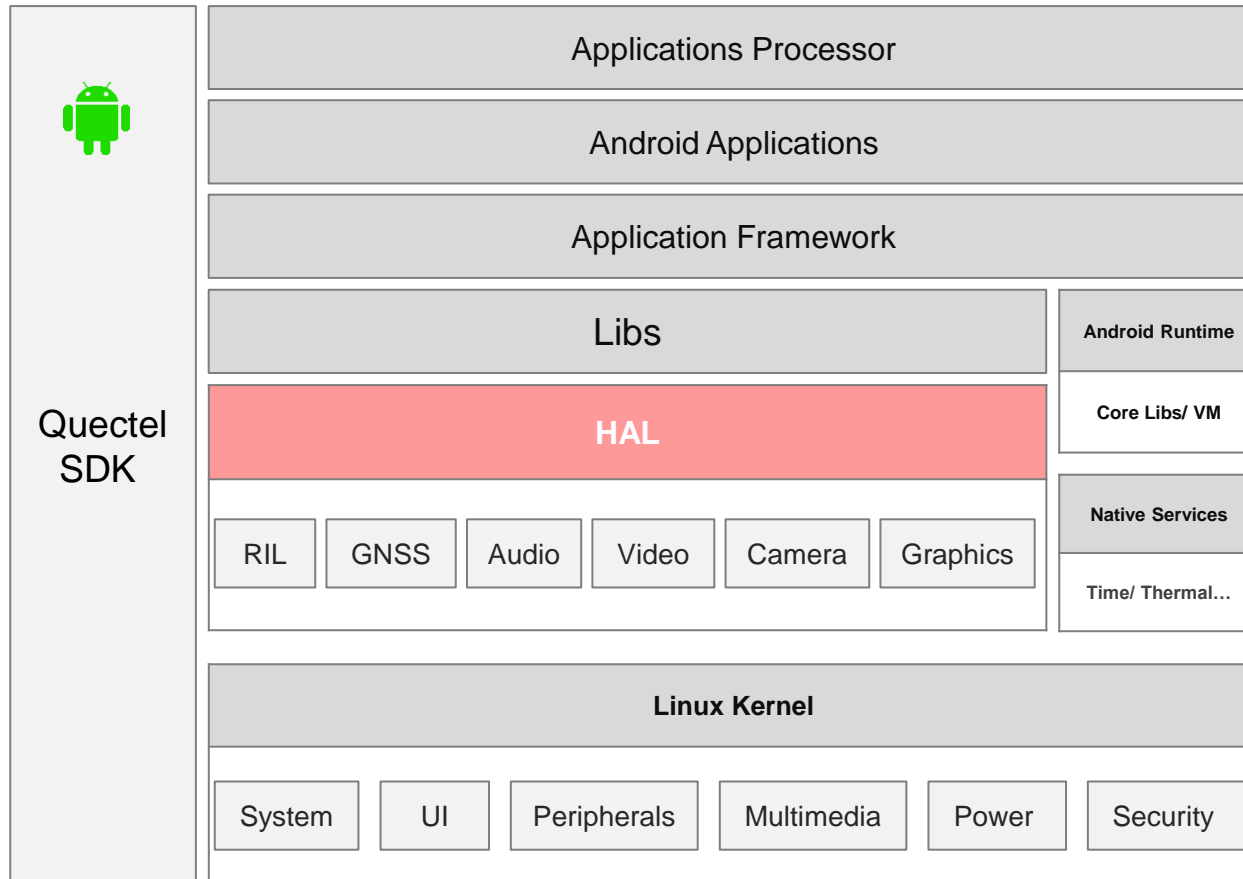 Applications Processor
Android Applications
Application Framework
Quectel
SDK
Libs
HAL
RIL GNSS Audio Video Camera Graphics
Android Runtime
Core Libs/ VM
Native Services
Time/ Thermal…
Linux Kernel
System UI Peripherals Multimedia Power Security